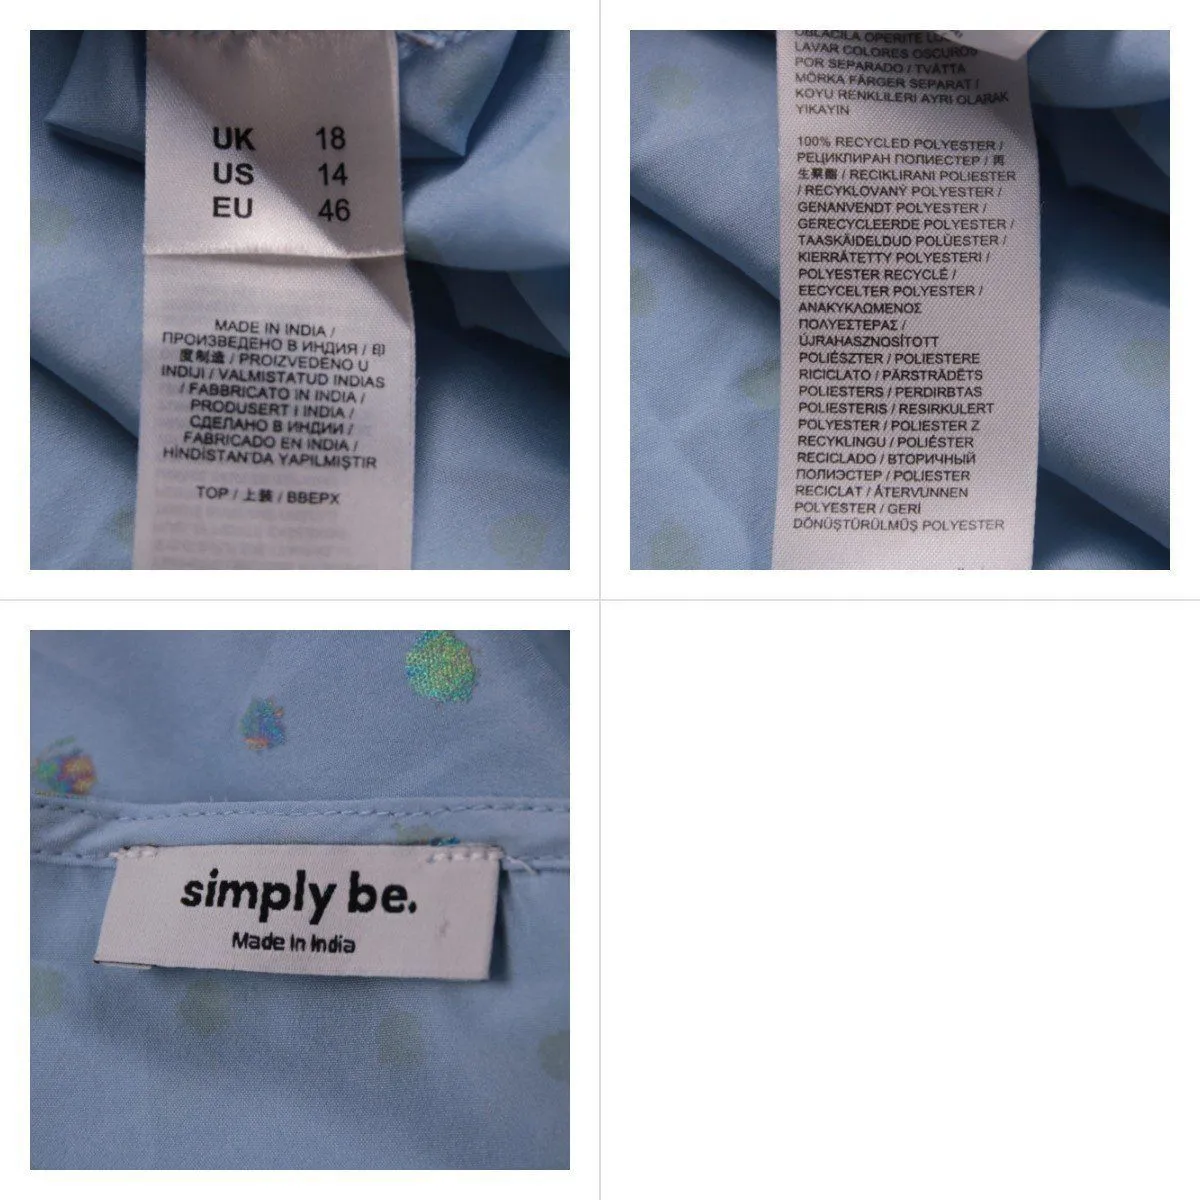 UK 18
US 14
EU 46
MADE IN INDIA /
ПРОИЗВЕДЕНО В ИНДИЯ / 印
度制造 / PROIZVEDENO U
INDIJI / VALMISTATUD INDIAS
/ FABBRICATO IN INDIA /
PRODUSERT I INDIA /
СДЕЛАНО В ИНДИИ /
FABRICADO EN INDIA /
HİNDİSTAN'DA YAPILMIŞTIR
TOP / 上装 / ВВЕРХ
OBLAČILA OPERITE
LAVAR COLORES OSCUROS
POR SEPARADO / TVÄTTA
MÖRKA FÄRGER SEPARAT /
KOYU RENKLILERI AYRI OLARAK
YIKAYIN
100% RECYCLED POLYESTER /
РЕЦИКЛИРАН ПОЛИЕСТЕР / 再
生聚酯 / RECIKLIRANI POLIESTER
/ RECYKLOVANÝ POLYESTER /
GENANVENDT POLYESTER /
GERECYCLEERDE POLYESTER /
TAASKÄIDELDUD POLÜESTER /
KIERRÄTETTY POLYESTERI /
POLYESTER RECYCLÉ /
EECYCELTER POLYESTER /
ΑΝΑΚΥΚΛΩΜΕΝΟΣ
ΠΟΛΥΕΣΤΕΡΑΣ /
ÚJRAHASZNOSÍTOTT
POLIÉSZTER / POLIESTERE
RICICLATO / PĀRSTRĀDĒTS
POLIESTERS / PERDIRBTAS
POLIESTERIS / RESIRKULERT
POLYESTER / POLIESTER Z
RECYKLINGU / POLIÉSTER
RECICLADO / ВТОРИЧНЫЙ
ПОЛИЭСТЕР / POLIESTER
RECICLAT / ÅTERVUNNEN
POLYESTER / GERI
DÖNÜŞTÜRÜLMÜŞ POLYESTER
simply be.
Made in India